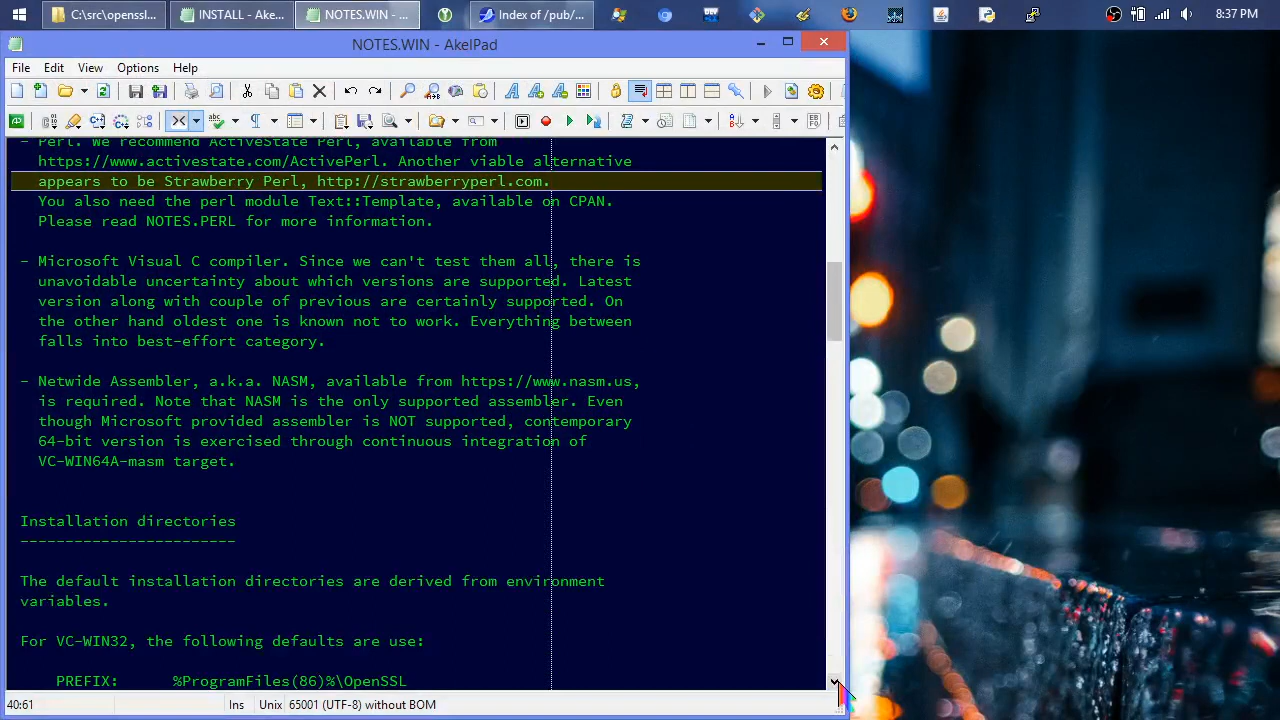 C:\src\openssl...
INSTALL - Ake...
NOTES.WIN - ...
Index of /pub/...
8:37 PM
NOTES.WIN - AkelPad
File Edit View Options Help
- Perl. We recommend ActiveState Perl, available from
https://www.activestate.com/ActivePerl. Another viable alternative
appears to be Strawberry Perl, http://strawberryperl.com.
You also need the perl module Text::Template, available on CPAN.
Please read NOTES.PERL for more information.
- Microsoft Visual C compiler. Since we can't test them all, there is
unavoidable uncertainty about which versions are supported. Latest
version along with couple of previous are certainly supported. On
the other hand oldest one is known not to work. Everything between
falls into best-effort category.
- Netwide Assembler, a.k.a. NASM, available from https://www.nasm.us,
is required. Note that NASM is the only supported assembler. Even
though Microsoft provided assembler is NOT supported, contemporary
64-bit version is exercised through continuous integration of
VC-WIN64A-masm target.
Installation directories
------------------------
The default installation directories are derived from environment
variables.
For VC-WIN32, the following defaults are use:
PREFIX: %ProgramFiles(86)%\OpenSSL
40:61 Ins Unix 65001 (UTF-8) without BOM